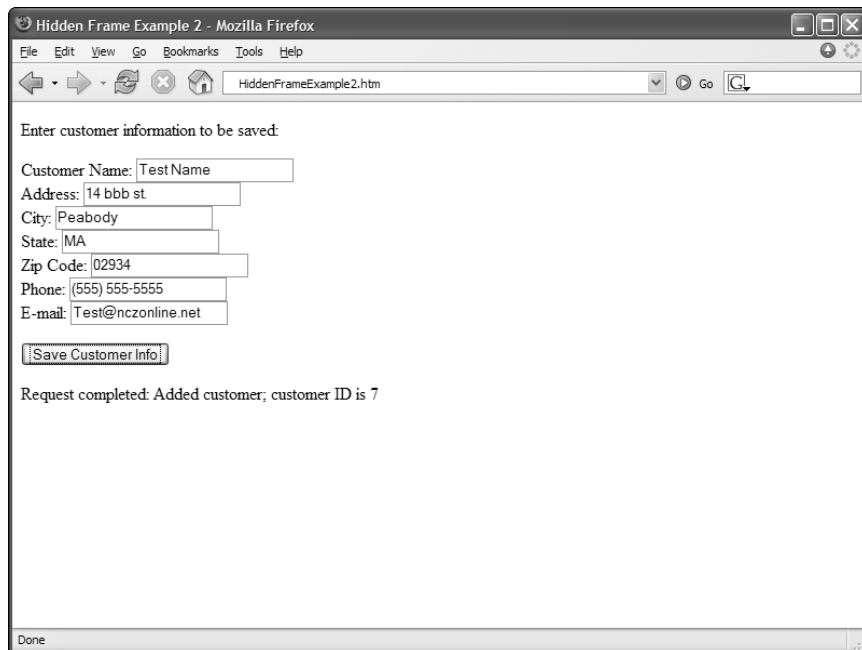 Hidden Frame Example 2 - Mozilla Firefox
File Edit View Go Bookmarks Tools Help
HiddenFrameExample2.htm Go G
Enter customer information to be saved:
Customer Name: Test Name
Address: 14 bbb st.
City: Peabody
State: MA
Zip Code: 02934
Phone: (555) 555-5555
E-mail: Test@nczonline.net
Save Customer Info
Request completed: Added customer; customer ID is 7
Done